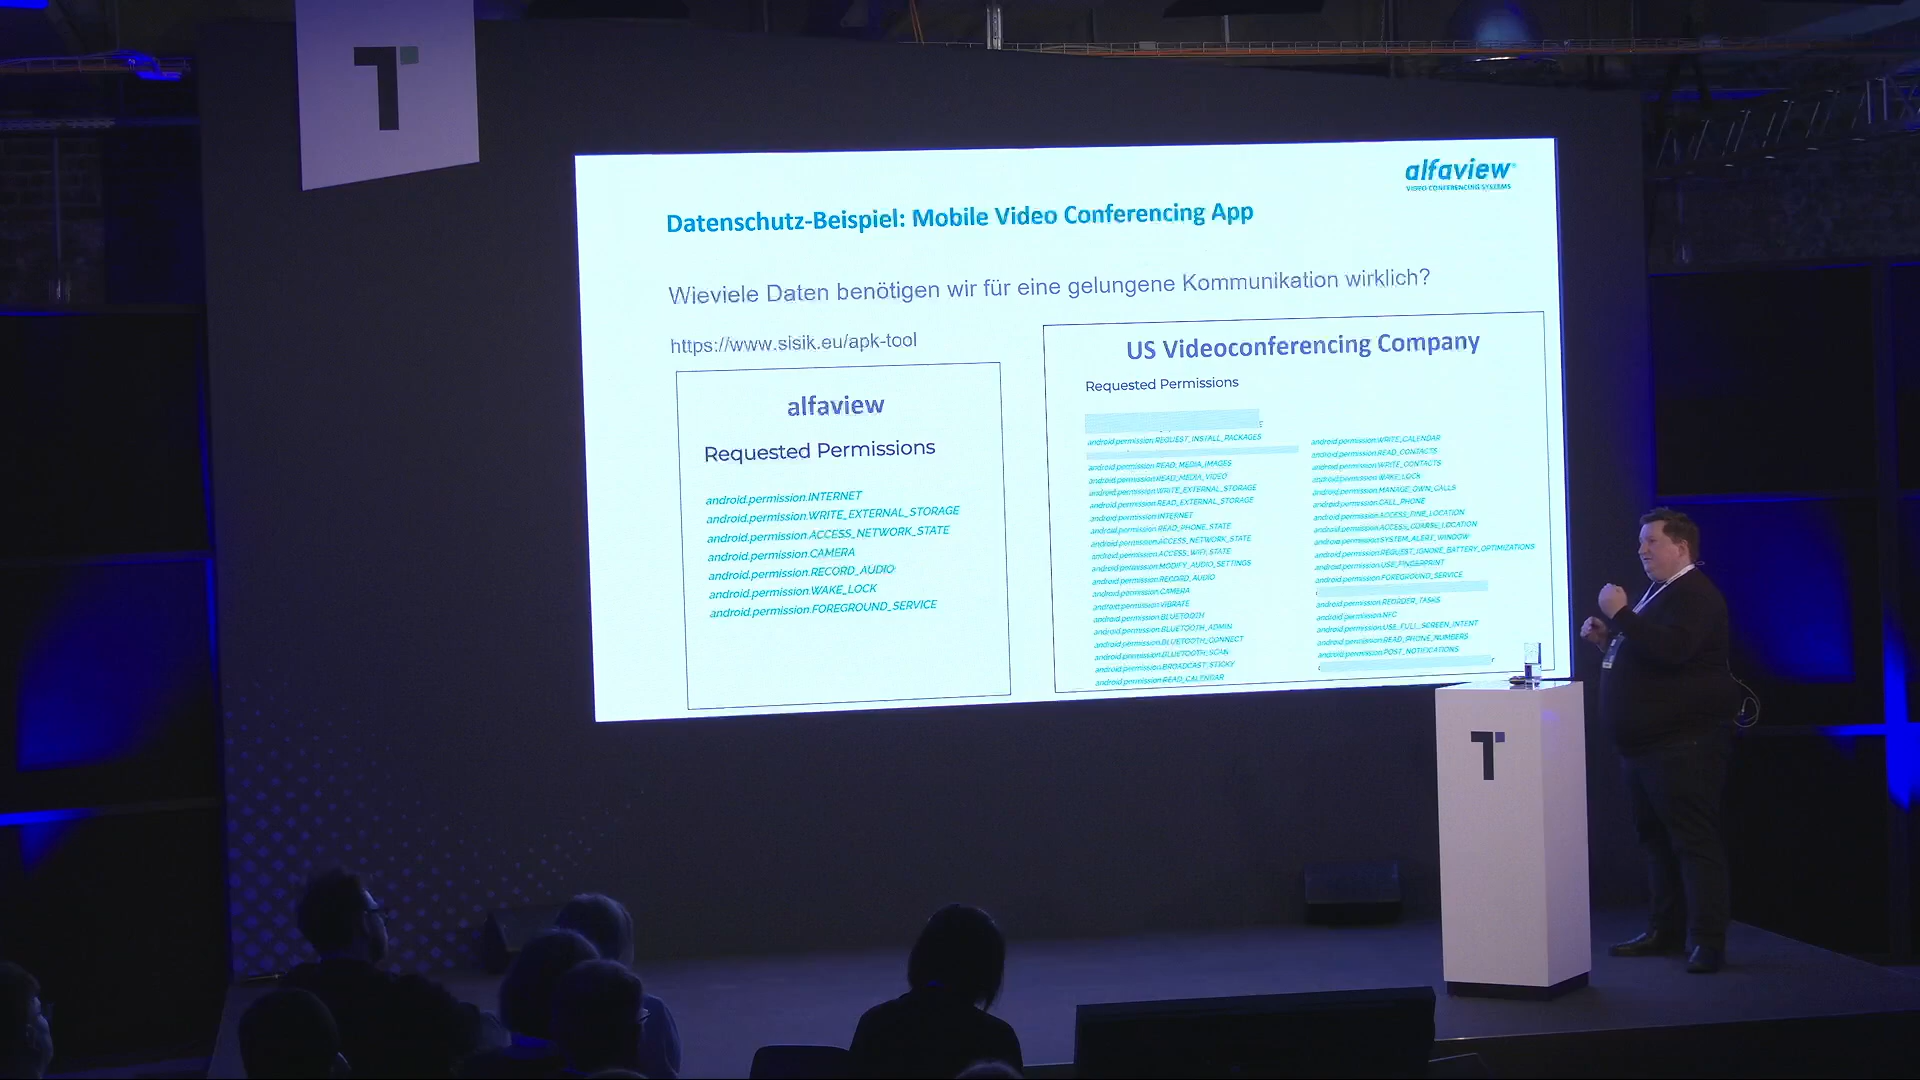 alfaview
VIDEO CONFERENCING SYSTEMS
Datenschutz-Beispiel: Mobile Video Conferencing App
Wieviele Daten benötigen wir für eine gelungene Kommunikation wirklich?
https://www.sisik.eu/apk-tool
alfaview
Requested Permissions
android.permission.INTERNET
android.permission.WRITE_EXTERNAL_STORAGE
android.permission.ACCESS_NETWORK_STATE
android.permission.CAMERA
android.permission.RECORD_AUDIO
android.permission.WAKE_LOCK
android.permission.FOREGROUND_SERVICE
US Videoconferencing Company
Requested Permissions
android.permission.REQUEST_INSTALL_PACKAGES
android.permission.READ_MEDIA_IMAGES
android.permission.READ_MEDIA_VIDEO
android.permission.WRITE_EXTERNAL_STORAGE
android.permission.READ_EXTERNAL_STORAGE
android.permission.INTERNET
android.permission.READ_PHONE_STATE
android.permission.ACCESS_NETWORK_STATE
android.permission.ACCESS_WIFI_STATE
android.permission.MODIFY_AUDIO_SETTINGS
android.permission.RECORD_AUDIO
android.permission.CAMERA
android.permission.VIBRATE
android.permission.BLUETOOTH
android.permission.BLUETOOTH_ADMIN
android.permission.BLUETOOTH_CONNECT
android.permission.BLUETOOTH_SCAN
android.permission.BROADCAST_STICKY
android.permission.READ_CALENDAR
android.permission.WRITE_CALENDAR
android.permission.READ_CONTACTS
android.permission.WRITE_CONTACTS
android.permission.WAKE_LOCK
android.permission.MANAGE_OWN_CALLS
android.permission.CALL_PHONE
android.permission.ACCESS_FINE_LOCATION
android.permission.ACCESS_COARSE_LOCATION
android.permission.SYSTEM_ALERT_WINDOW
android.permission.REQUEST_IGNORE_BATTERY_OPTIMIZATIONS
android.permission.USE_FINGERPRINT
android.permission.FOREGROUND_SERVICE
android.permission.REORDER_TASKS
android.permission.NFC
android.permission.USE_FULL_SCREEN_INTENT
android.permission.READ_PHONE_NUMBERS
android.permission.POST_NOTIFICATIONS